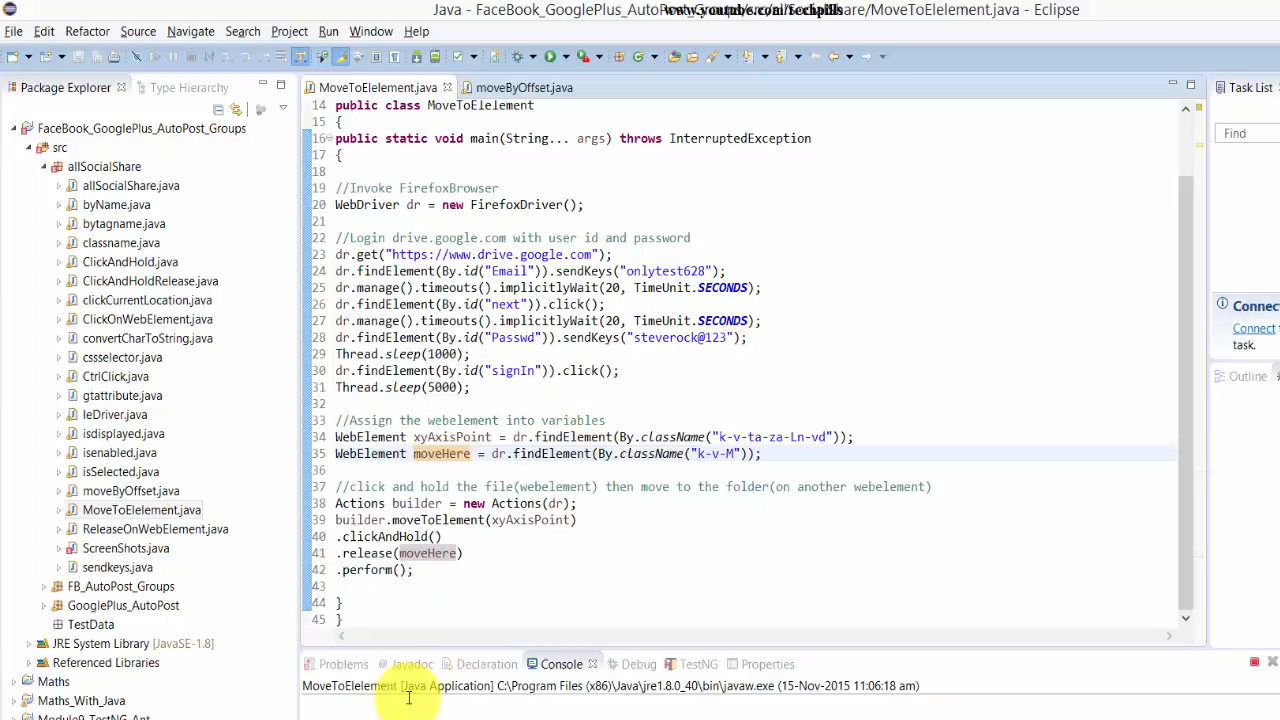 Java - FaceBook_GooglePlus_AutoPo
www.youtube.com/
Share/MoveToElelement.java - Eclipse
File Edit Refactor Source Navigate Search Project Run Window Help
Package Explorer Type Hierarchy
MoveToElelement.java moveByOffset.java
Task List
Find
FaceBook_GooglePlus_AutoPost_Groups
src
allSocialShare
allSocialShare.java
byName.java
bytagname.java
classname.java
ClickAndHold.java
ClickAndHoldRelease.java
clickCurrentLocation.java
ClickOnWebElement.java
convertCharToString.java
cssselector.java
CtrlClick.java
gtattribute.java
IeDriver.java
isdisplayed.java
isenabled.java
isSelected.java
moveByOffset.java
MoveToElelement.java
ReleaseOnWebElement.java
ScreenShots.java
sendkeys.java
FB_AutoPost_Groups
GooglePlus_AutoPost
TestData
JRE System Library [JavaSE-1.8]
Referenced Libraries
Maths
Maths_With_Java
Module9_TestNG_Ant
14 public class MoveToElelement
15 {
16 public static void main(String... args) throws InterruptedException
17 {
18
19 //Invoke FirefoxBrowser
20 WebDriver dr = new FirefoxDriver();
21
22 //Login drive.google.com with user id and password
23 dr.get("https://www.drive.google.com");
24 dr.findElement(By.id("Email")).sendKeys("onlytest628");
25 dr.manage().timeouts().implicitlyWait(20, TimeUnit.SECONDS);
26 dr.findElement(By.id("next")).click();
27 dr.manage().timeouts().implicitlyWait(20, TimeUnit.SECONDS);
28 dr.findElement(By.id("Passwd")).sendKeys("steverock@123");
29 Thread.sleep(1000);
30 dr.findElement(By.id("signIn")).click();
31 Thread.sleep(5000);
32
33 //Assign the webelement into variables
34 WebElement xyAxisPoint = dr.findElement(By.className("k-v-ta-za-Ln-vd"));
35 WebElement moveHere = dr.findElement(By.className("k-v-M"));
36
37 //click and hold the file(webelement) then move to the folder(on another webelement)
38 Actions builder = new Actions(dr);
39 builder.moveToElement(xyAxisPoint)
40 .clickAndHold()
41 .release(moveHere)
42 .perform();
43
44 }
45 }
Connec
Connect t
task.
Outline
Problems @ Javadoc Declaration Console Debug TestNG Properties
MoveToElelement [Java Application] C:\Program Files (x86)\Java\jre1.8.0_40\bin\javaw.exe (15-Nov-2015 11:06:18 am)